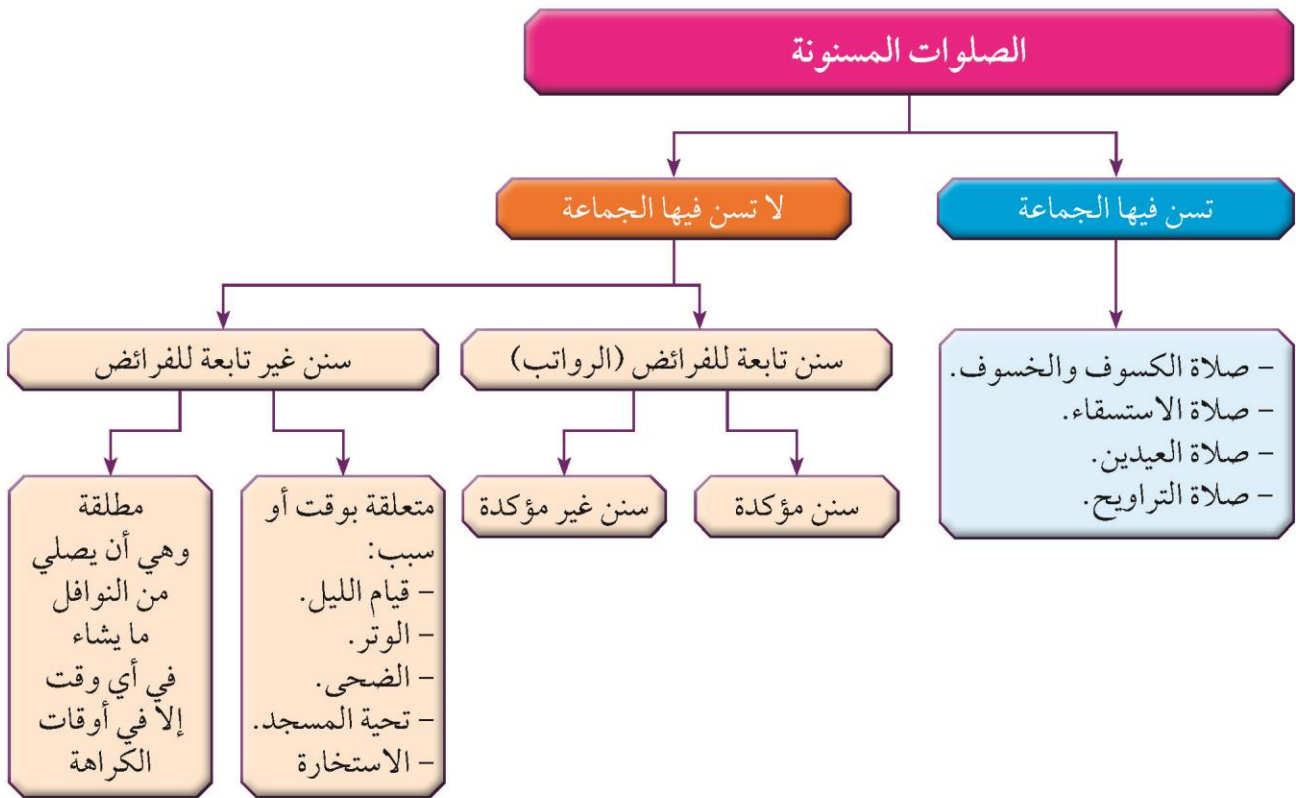 الصلوات المسنونة
تسن فيها الجماعة
لا تسن فيها الجماعة
– صلاة الكسوف والخسوف.
– صلاة الاستسقاء.
– صلاة العيدين.
– صلاة التراويح.
سنن تابعة للفرائض (الرواتب)
سنن غير تابعة للفرائض
سنن مؤكدة
سنن غير مؤكدة
متعلقة بوقت أو
سبب:
– قيام الليل.
– الوتر.
– الضحى.
– تحية المسجد.
– الاستخارة
مطلقة
وهي أن يصلي
من النوافل
ما يشاء
في أي وقت
إلا في أوقات
الكراهة